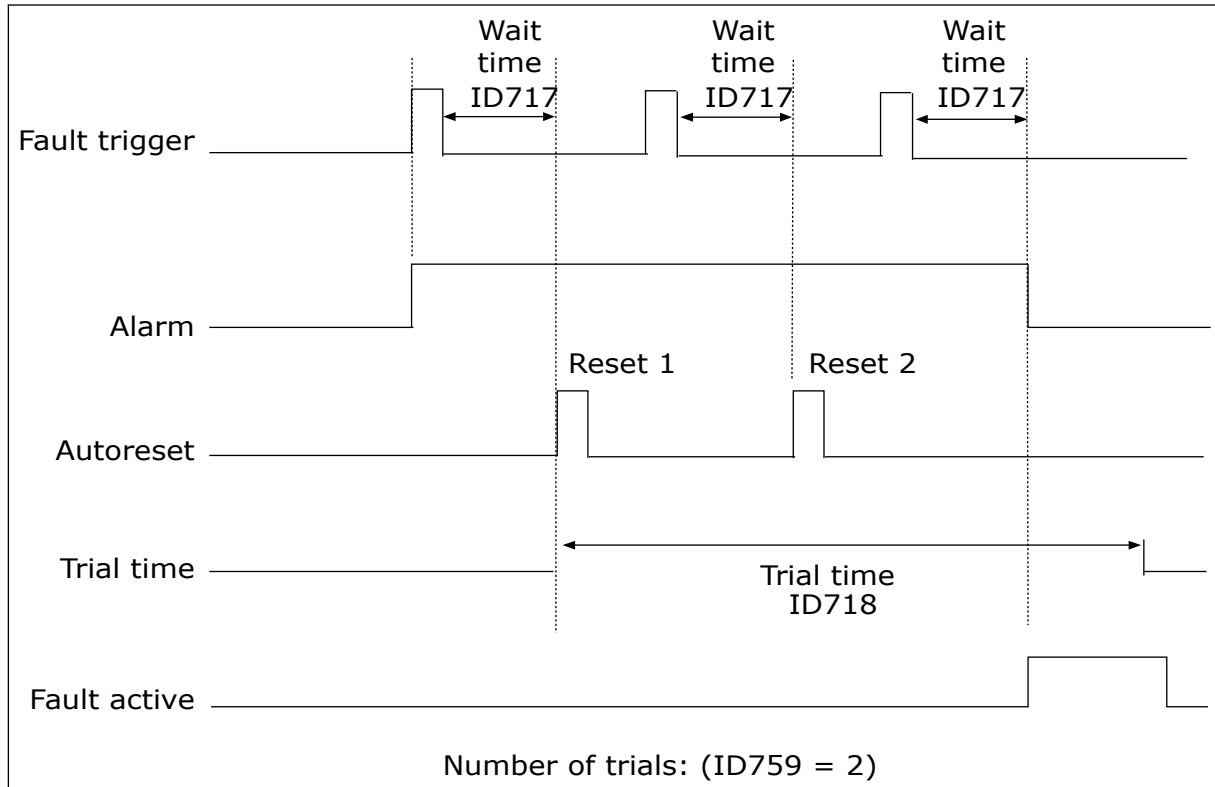 Wait
time
ID717
Wait
time
ID717
Wait
time
ID717
Fault trigger
Alarm
Reset 1
Reset 2
Autoreset
Trial time
Trial time
ID718
Fault active
Number of trials: (ID759 = 2)